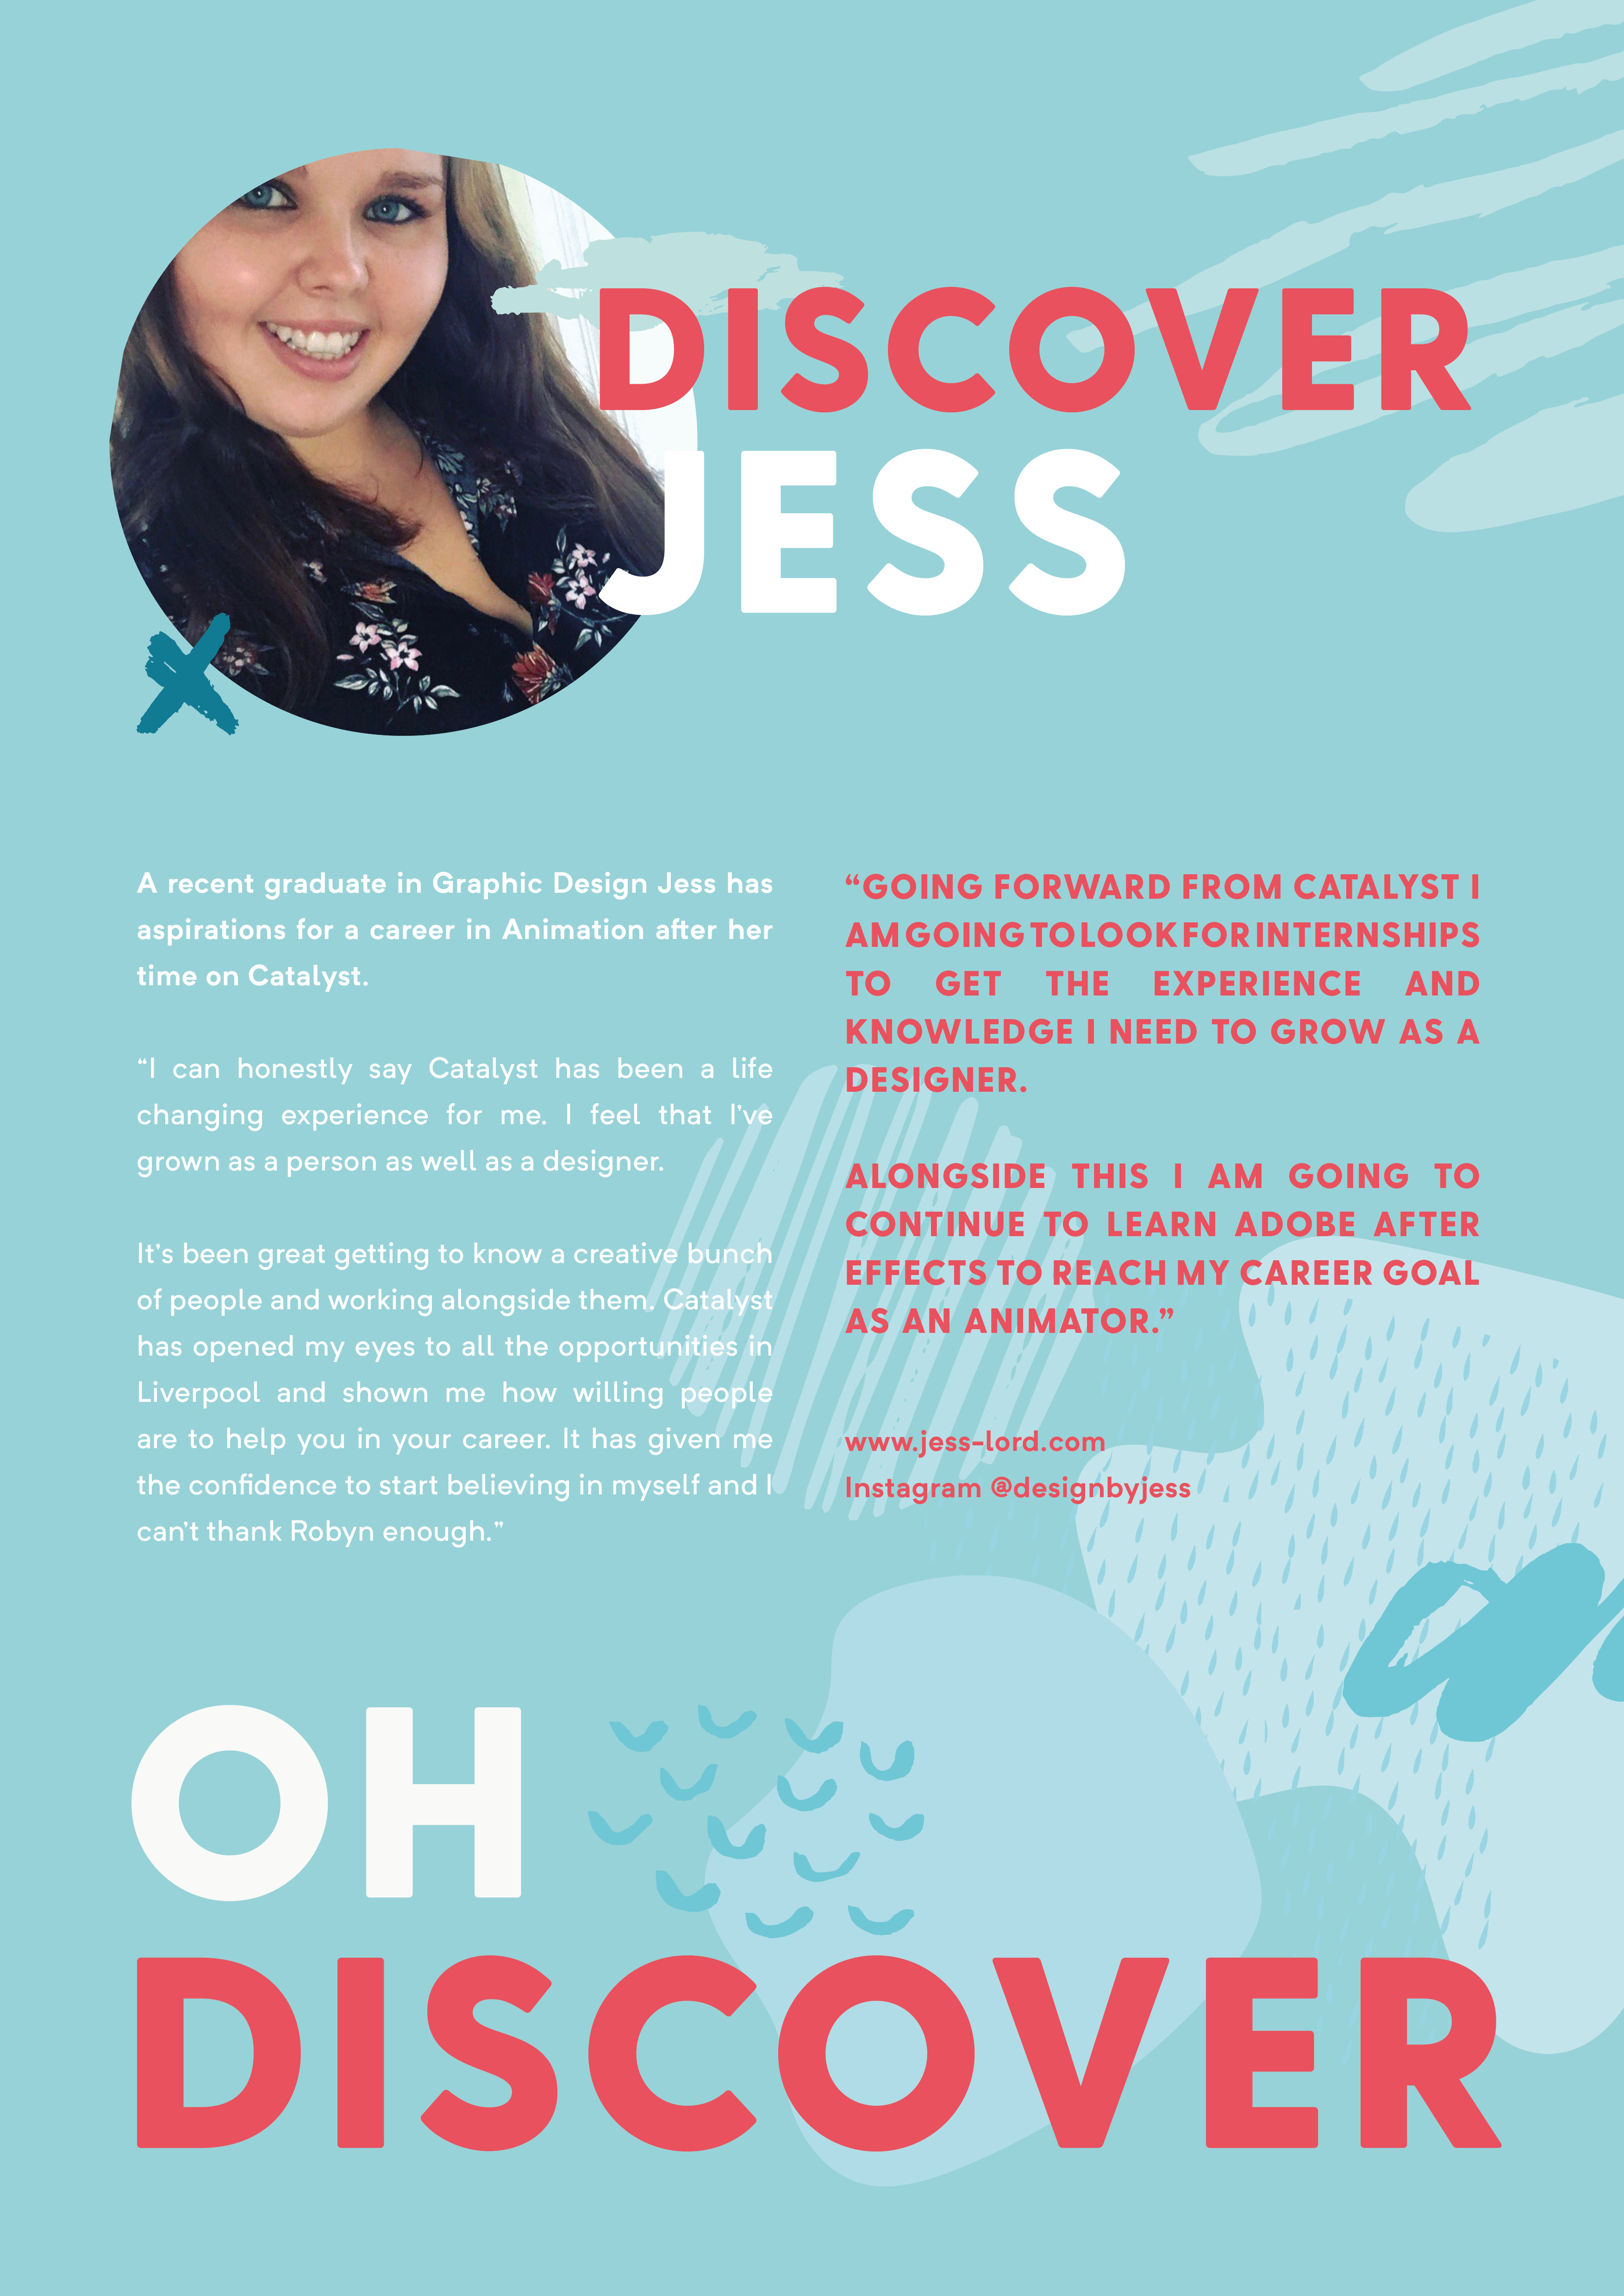 DISCOVER
JESS
A recent graduate in Graphic Design Jess has
aspirations for a career in Animation after her
time on Catalyst.
“I can honestly say Catalyst has been a life
changing experience for me. I feel that I’ve
grown as a person as well as a designer.
It’s been great getting to know a creative bunch
of people and working alongside them. Catalyst
has opened my eyes to all the opportunities in
Liverpool and shown me how willing people
are to help you in your career. It has given me
the confidence to start believing in myself and I
can’t thank Robyn enough.”
“GOING FORWARD FROM CATALYST I
AM GOING TO LOOK FOR INTERNSHIPS
TO GET THE EXPERIENCE AND
KNOWLEDGE I NEED TO GROW AS A
DESIGNER.
ALONGSIDE THIS I AM GOING TO
CONTINUE TO LEARN ADOBE AFTER
EFFECTS TO REACH MY CAREER GOAL
AS AN ANIMATOR.”
www.jess-lord.com
Instagram @designbyjess
OH
DISCOVER